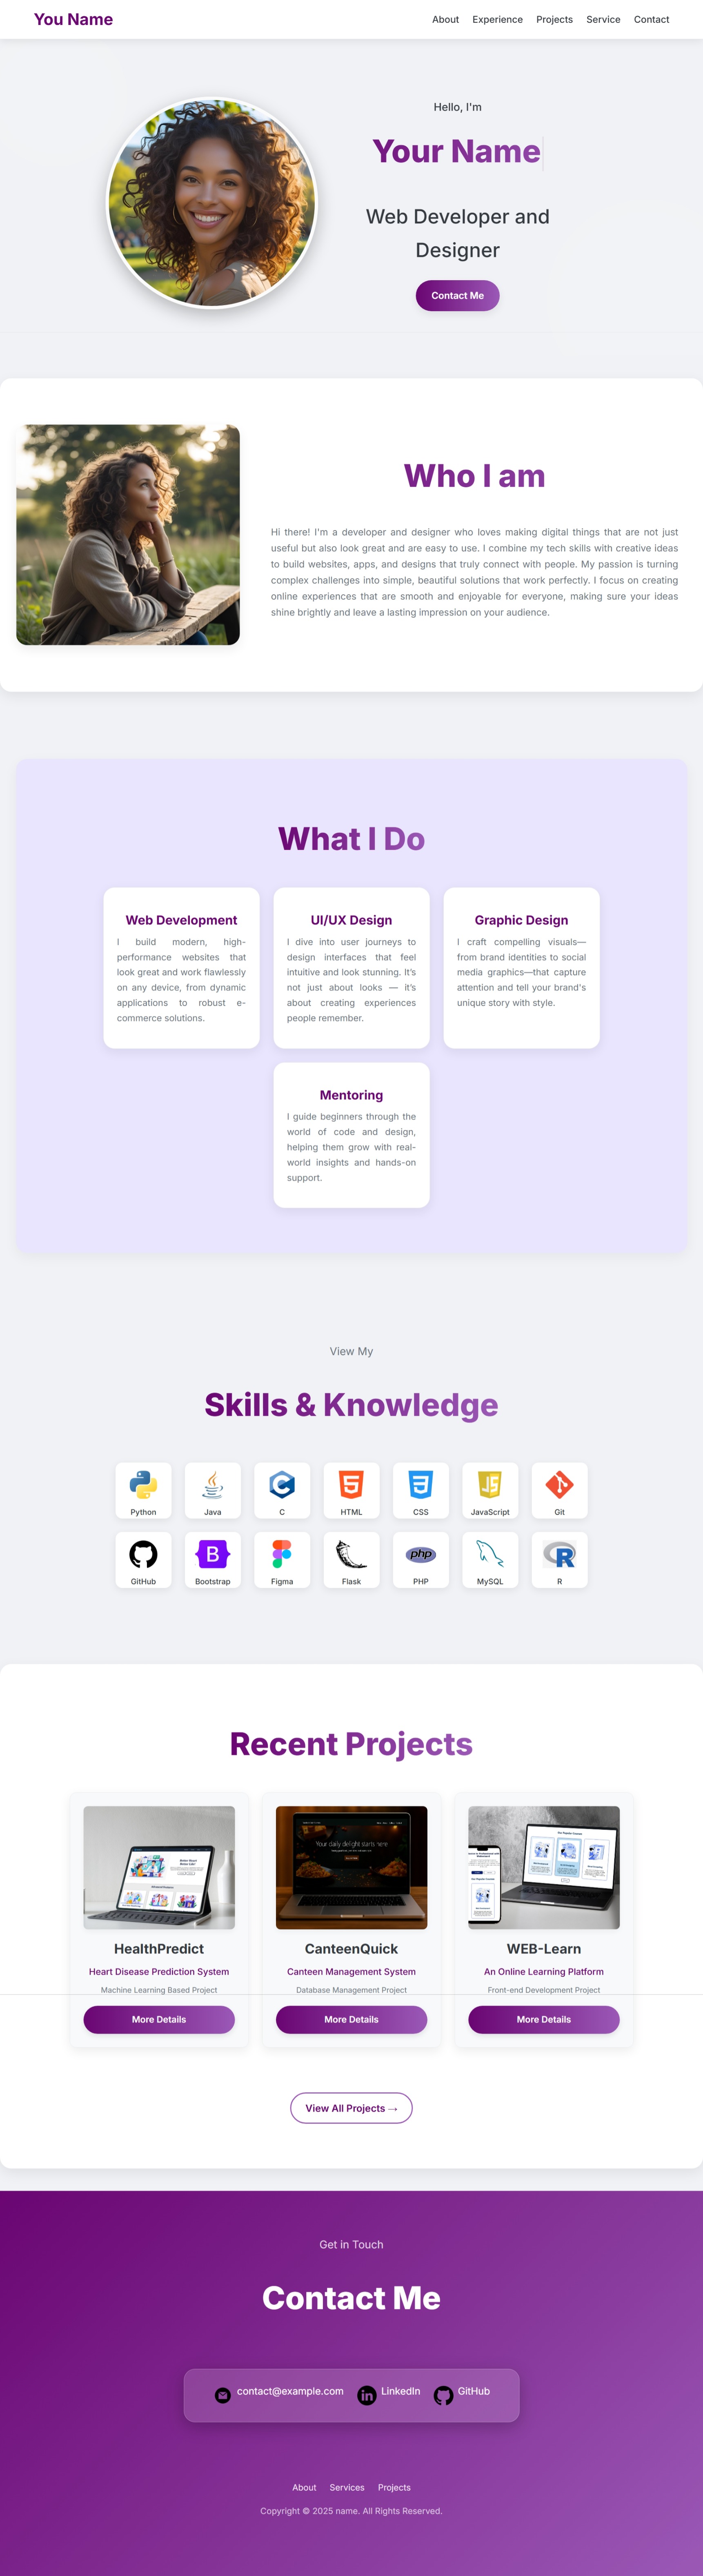 You Name
About Experience Projects Service Contact
Hello, I'm
Your Name
Web Developer and
Designer
Contact Me
Who I am
Hi there! I'm a developer and designer who loves making digital things that are not just
useful but also look great and are easy to use. I combine my tech skills with creative ideas
to build websites, apps, and designs that truly connect with people. My passion is turning
complex challenges into simple, beautiful solutions that work perfectly. I focus on creating
online experiences that are smooth and enjoyable for everyone, making sure your ideas
shine brightly and leave a lasting impression on your audience.
What I Do
Web Development
I build modern, high-
performance websites that
look great and work flawlessly
on any device, from dynamic
applications to robust e-
commerce solutions.
UI/UX Design
I dive into user journeys to
design interfaces that feel
intuitive and look stunning. It's
not just about looks — it's
about creating experiences
people remember.
Graphic Design
I craft compelling visuals—
from brand identities to social
media graphics—that capture
attention and tell your brand's
unique story with style.
Mentoring
I guide beginners through the
world of code and design,
helping them grow with real-
world insights and hands-on
support.
View My
Skills & Knowledge
Python Java C HTML CSS JavaScript Git
GitHub Bootstrap Figma Flask PHP MySQL R
Recent Projects
Your daily delight starts here
HealthPredict
Heart Disease Prediction System
Machine Learning Based Project
More Details
CanteenQuick
Canteen Management System
Database Management Project
More Details
WEB-Learn
An Online Learning Platform
Front-end Development Project
More Details
View All Projects →
Get in Touch
Contact Me
contact@example.com LinkedIn GitHub
About Services Projects
Copyright © 2025 name. All Rights Reserved.